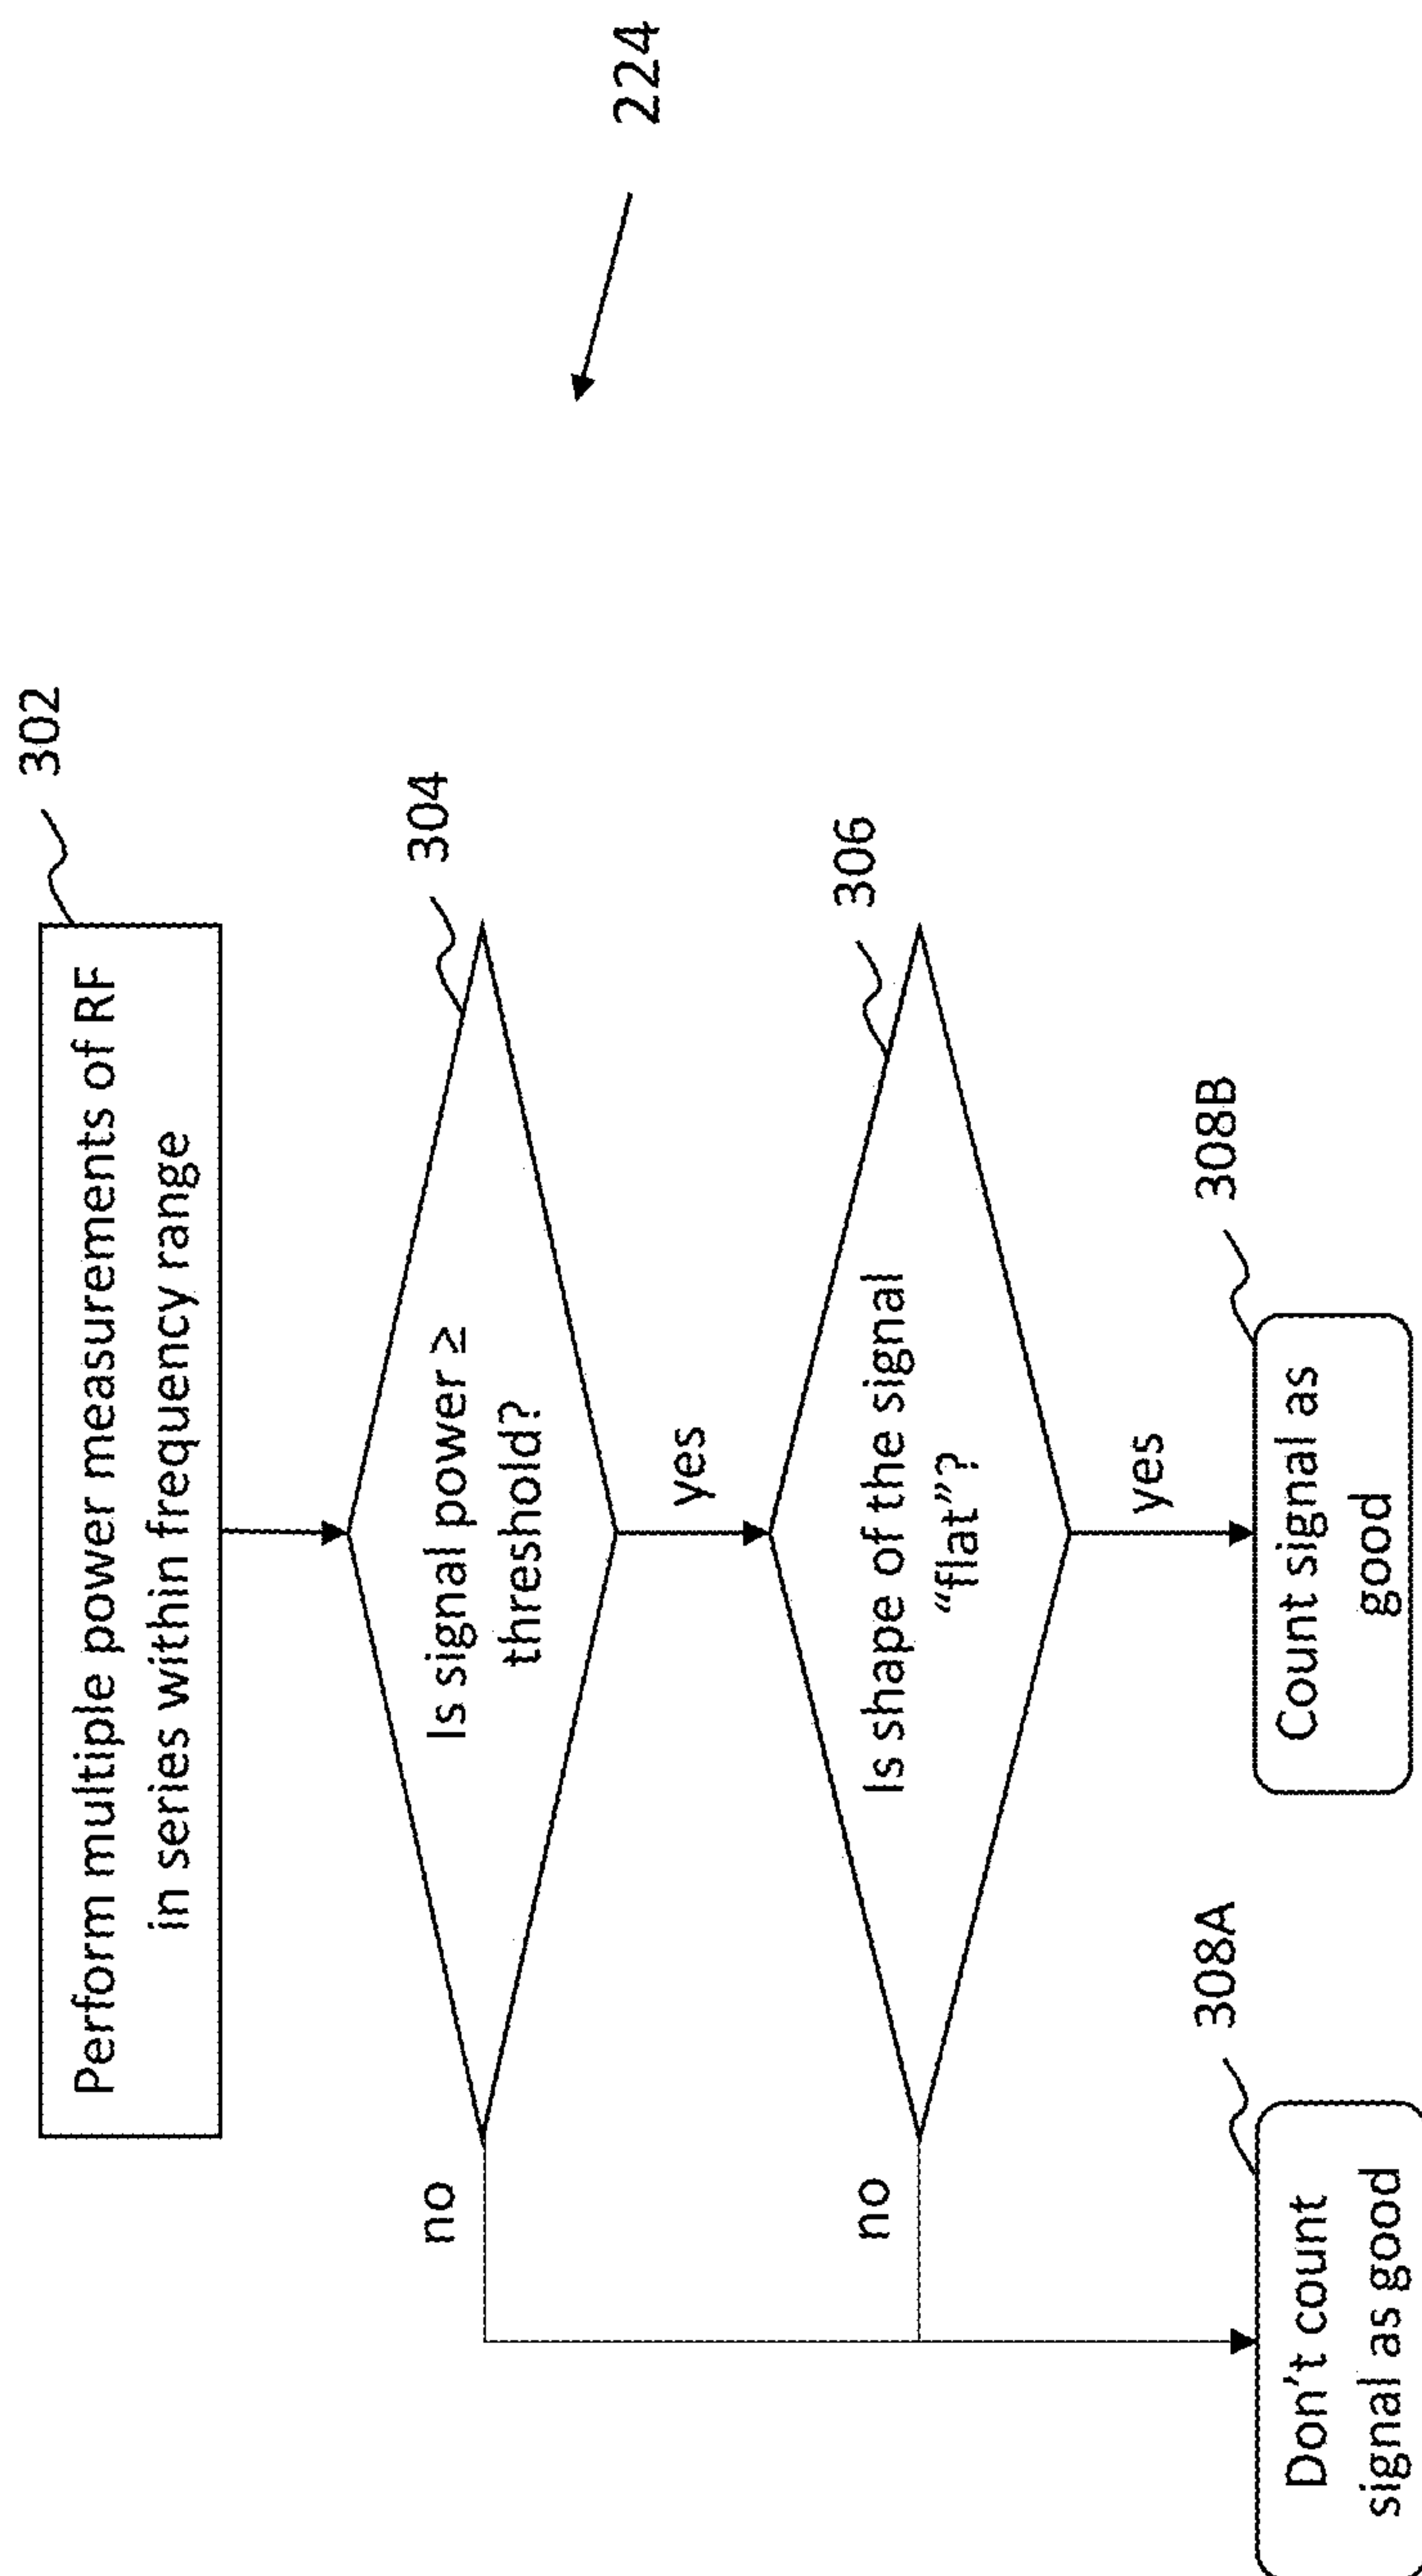 302
Perform multiple power measurements of RF
in series within frequency range
304
Is signal power ≥
threshold?
no
yes
224
306
Is shape of the signal
“flat”?
no
yes
308A
Don’t count
signal as good
308B
Count signal as
good